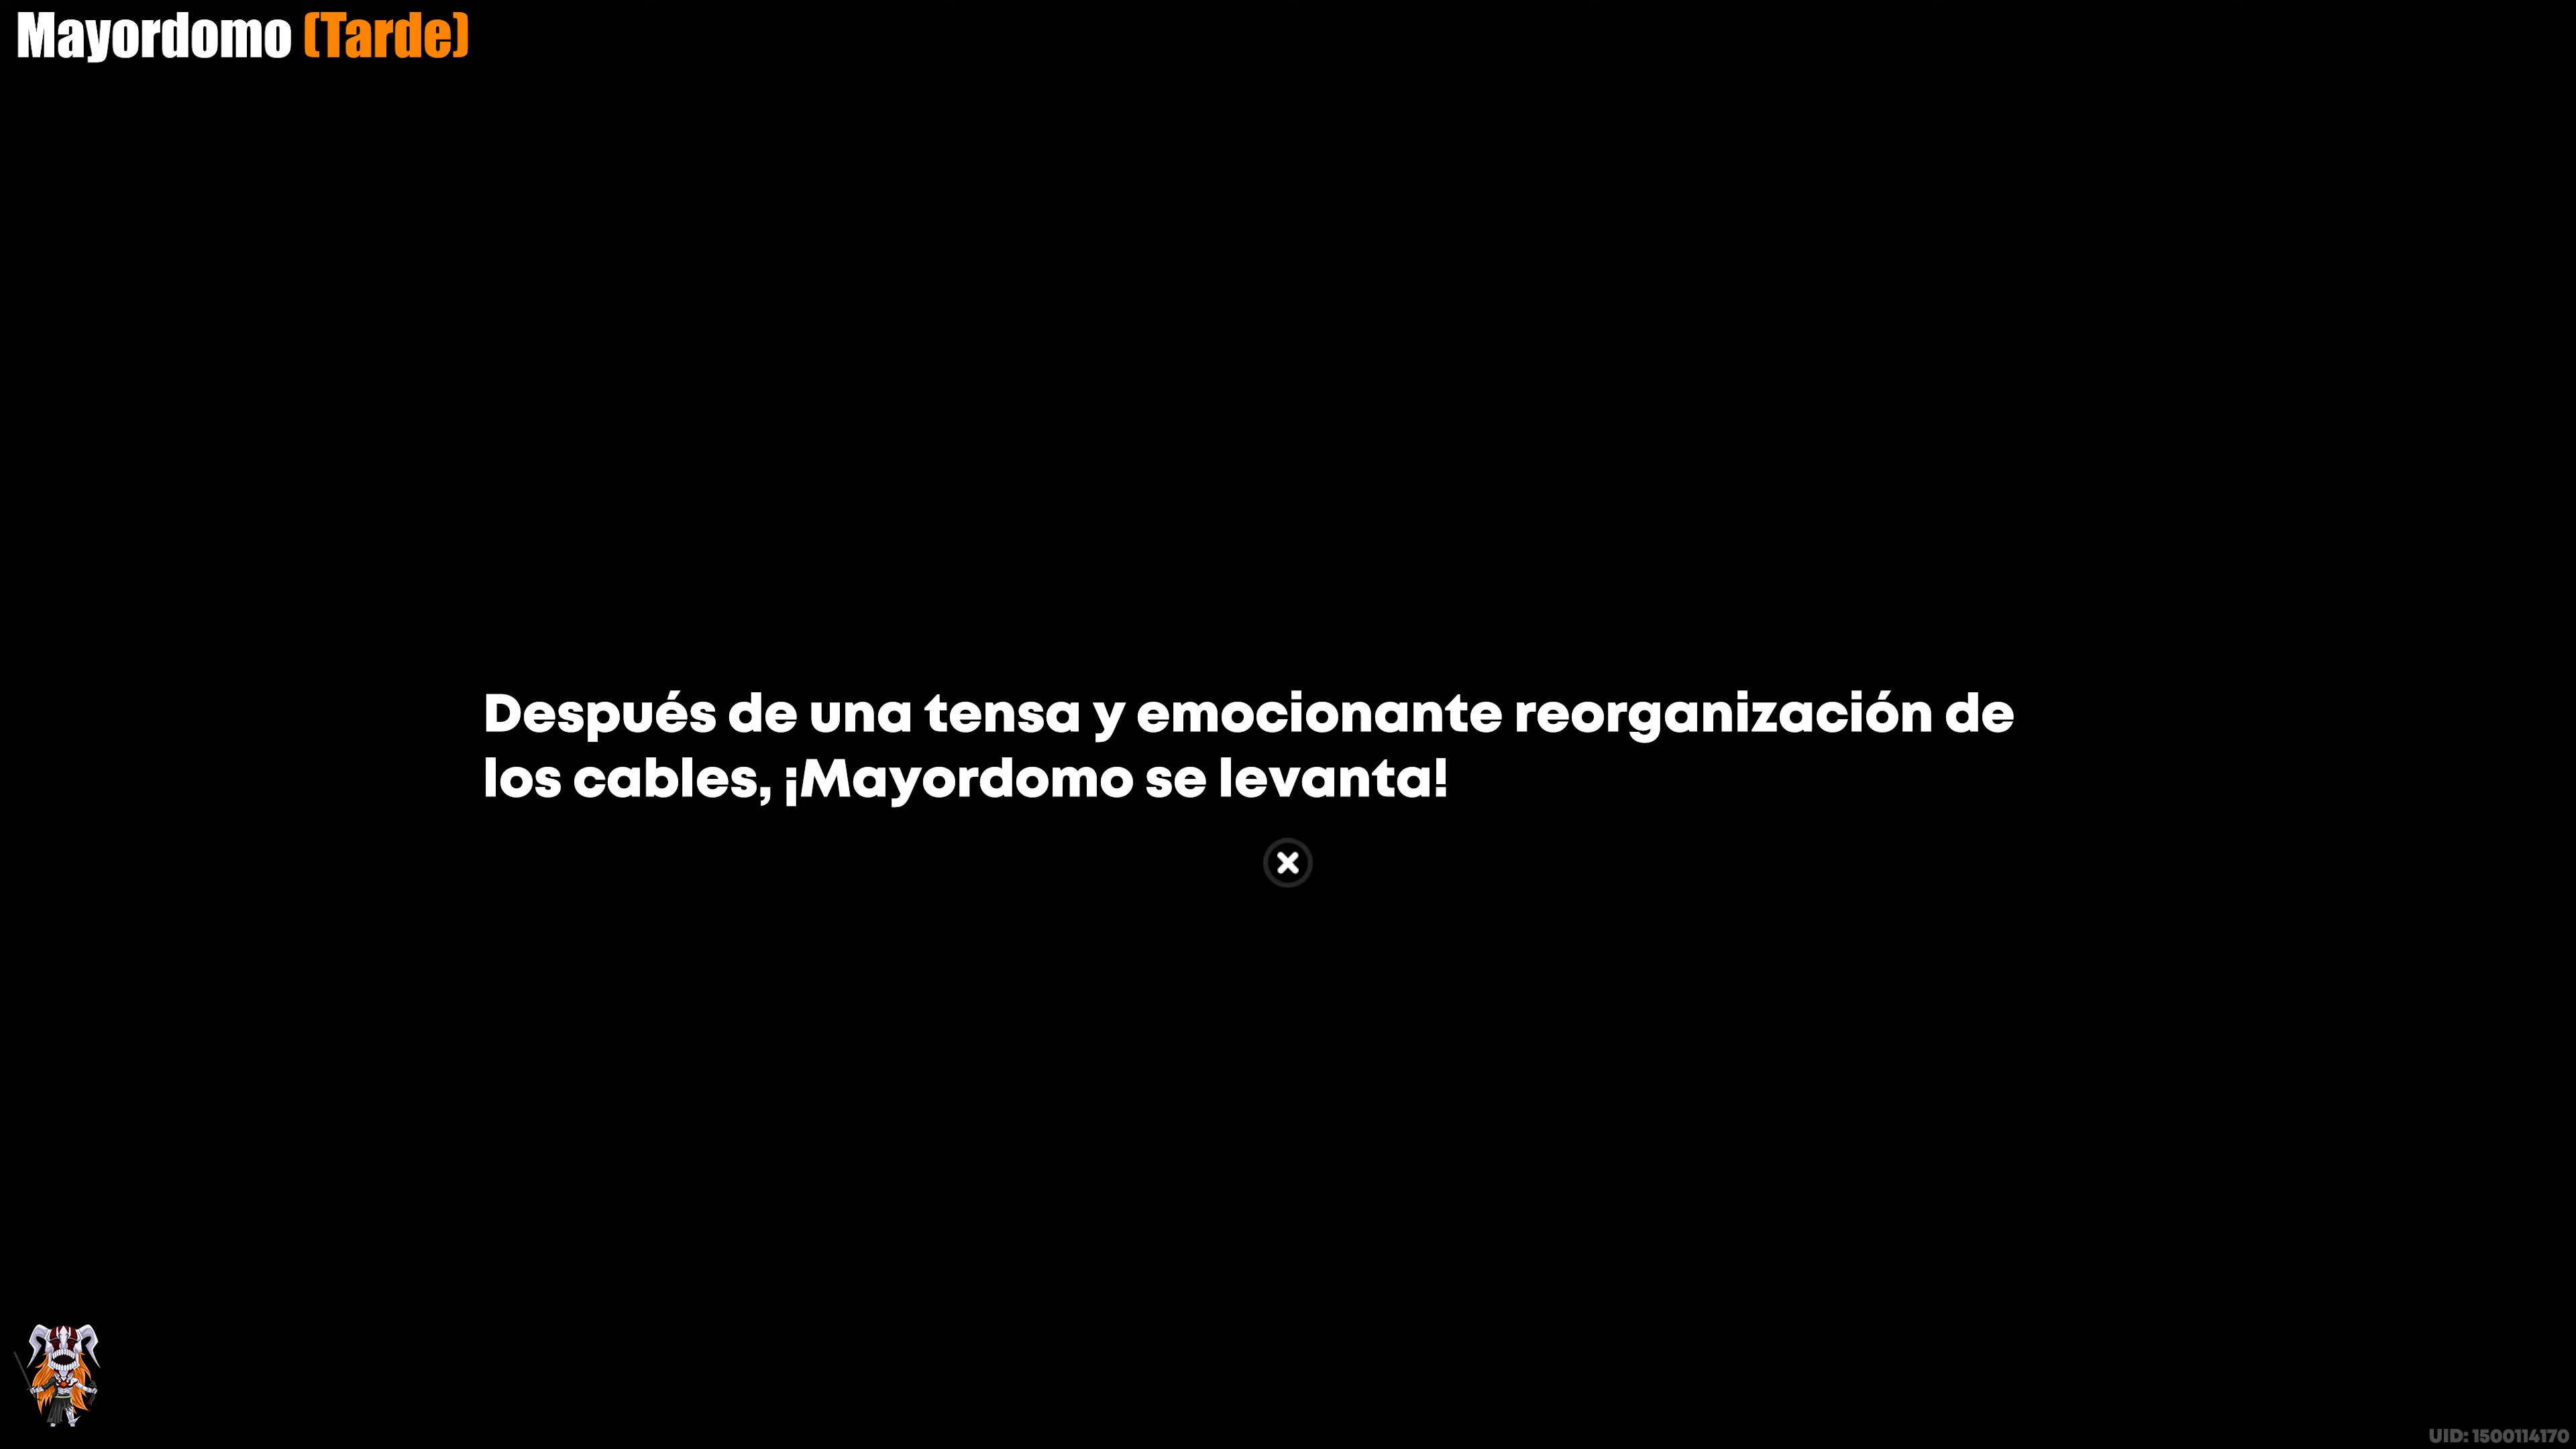 Mayordomo (Tarde)
Después de una tensa y emocionante reorganización de
los cables, ¡Mayordomo se levanta!
UID: 1500114170